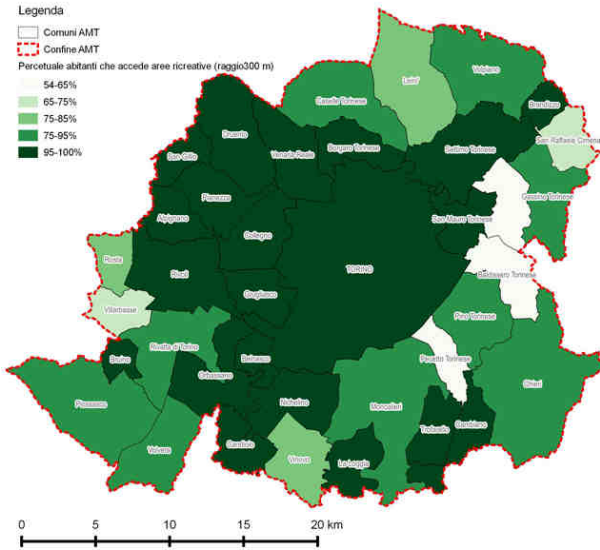 Legenda
Comuni AMT
Confine AMT
Percetuale abitanti che accede aree ricreative (raggio300 m)
54-65%
65-75%
75-85%
75-95%
95-100%
Leini'
Volpiano
Caselle Torinese
Brandizzo
San Raffaele Cimena
Druento
Venaria Reale
Borgaro Torinese
Settimo Torinese
San Gillio
Gassino Torinese
Pianezza
Alpignano
San Mauro Torinese
Collegno
Rosta
Rivoli
TORINO
Baldissero Torinese
Grugliasco
Villarbasse
Pino Torinese
Rivalta di Torino
Bruino
Beinasco
Pecetto Torinese
Orbassano
Chieri
Piossasco
Nichelino
Moncalieri
Trofarello
Cambiano
Volvera
Candiolo
Vinovo
La Loggia
0 5 10 15 20 km